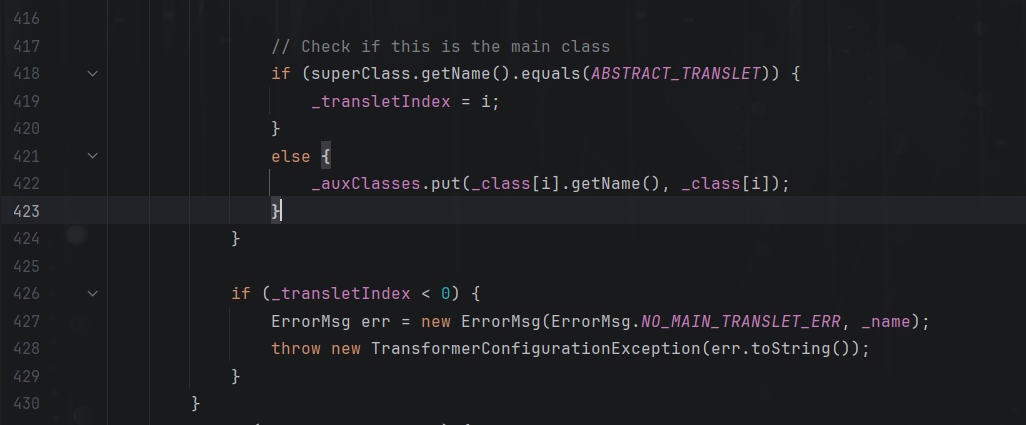 416
417 // Check if this is the main class
418 if (superClass.getName().equals(ABSTRACT_TRANSLET)) {
419 _transletIndex = i;
420 }
421 else {
422 _auxClasses.put(_class[i].getName(), _class[i]);
423 }
424 }
425
426 if (_transletIndex < 0) {
427 ErrorMsg err = new ErrorMsg(ErrorMsg.NO_MAIN_TRANSLET_ERR, _name);
428 throw new TransformerConfigurationException(err.toString());
429 }
430 }